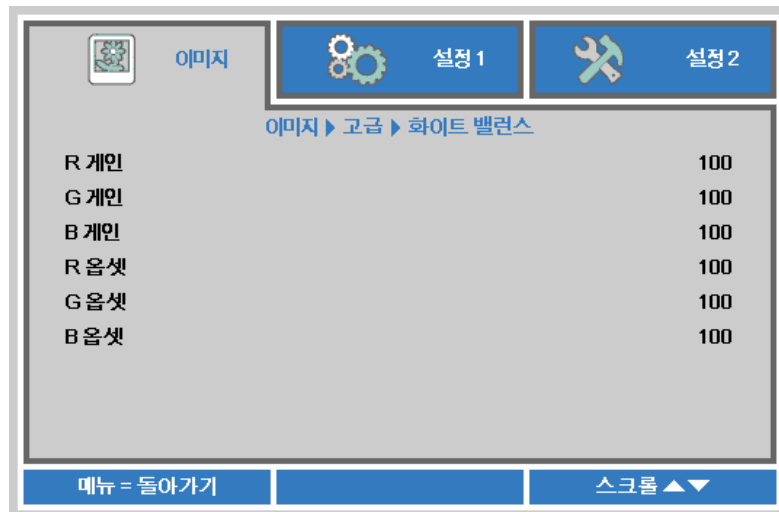 이미지 설정 1 설정 2
이미지 ▶ 고급 ▶ 화이트 밸런스
R 게인 100
G 게인 100
B 게인 100
R 옵셋 100
G 옵셋 100
B 옵셋 100
메뉴 = 돌아가기 스크롤 ▲▼